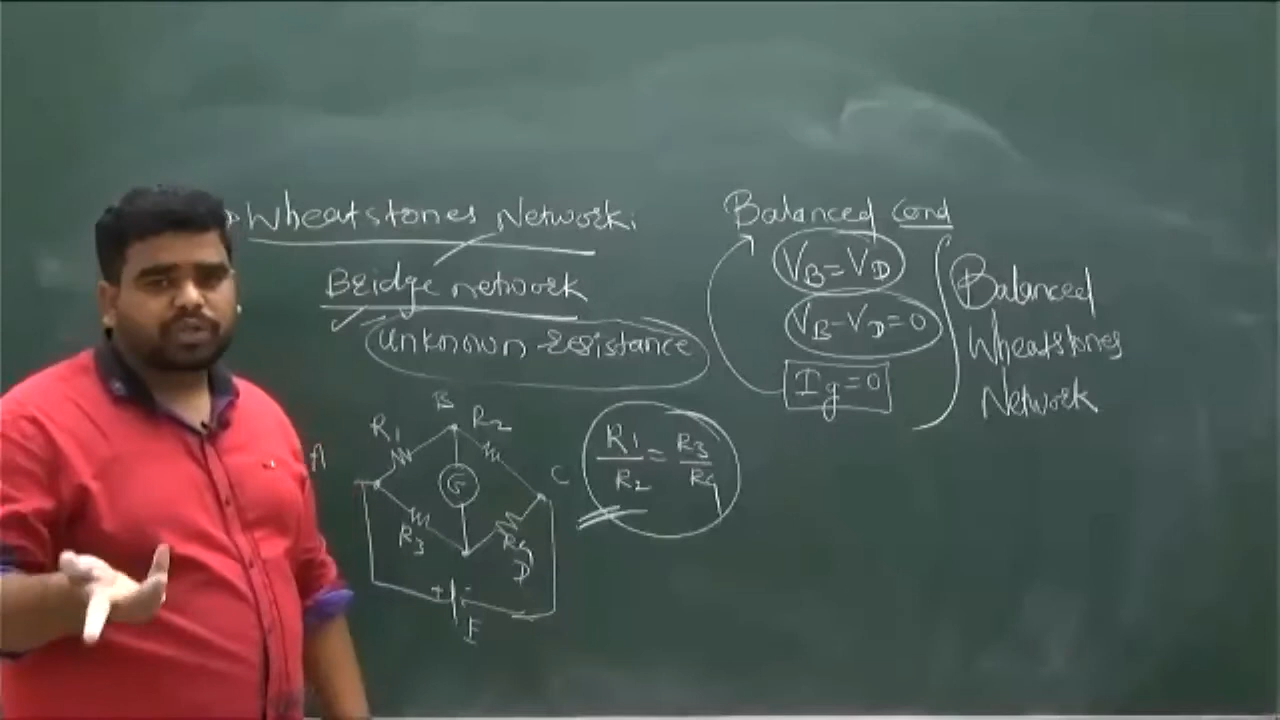 Wheatstones Network:
Bridge network
Unknown resistance
A
B
C
D
R1
R2
R3
R4
G
+ -
E
R1/R2 = R3/R4
Balanced Cond
VB = VD
VB - VD = 0
Ig = 0
Balanced
Wheatstones
Network